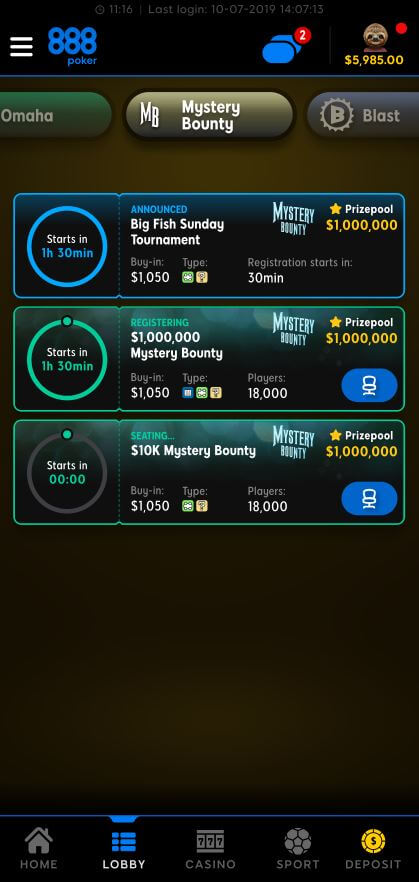 11:16 | Last login: 10-07-2019 14:07:13
888
poker
2
$5,985.00
Omaha
MB Mystery
Bounty
B Blast
Starts in
1h 30min
ANNOUNCED
Big Fish Sunday
Tournament
MYSTERY
BOUNTY
Prizepool
$1,000,000
Buy-in:
$1,050
Type:
Registration starts in:
30min
Starts in
1h 30min
REGISTERING
$1,000,000
Mystery Bounty
MYSTERY
BOUNTY
Prizepool
$1,000,000
Buy-in:
$1,050
Type:
Players:
18,000
Starts in
00:00
SEATING...
$10K Mystery Bounty
MYSTERY
BOUNTY
Prizepool
$1,000,000
Buy-in:
$1,050
Type:
Players:
18,000
HOME
LOBBY
777
CASINO
SPORT
$
DEPOSIT